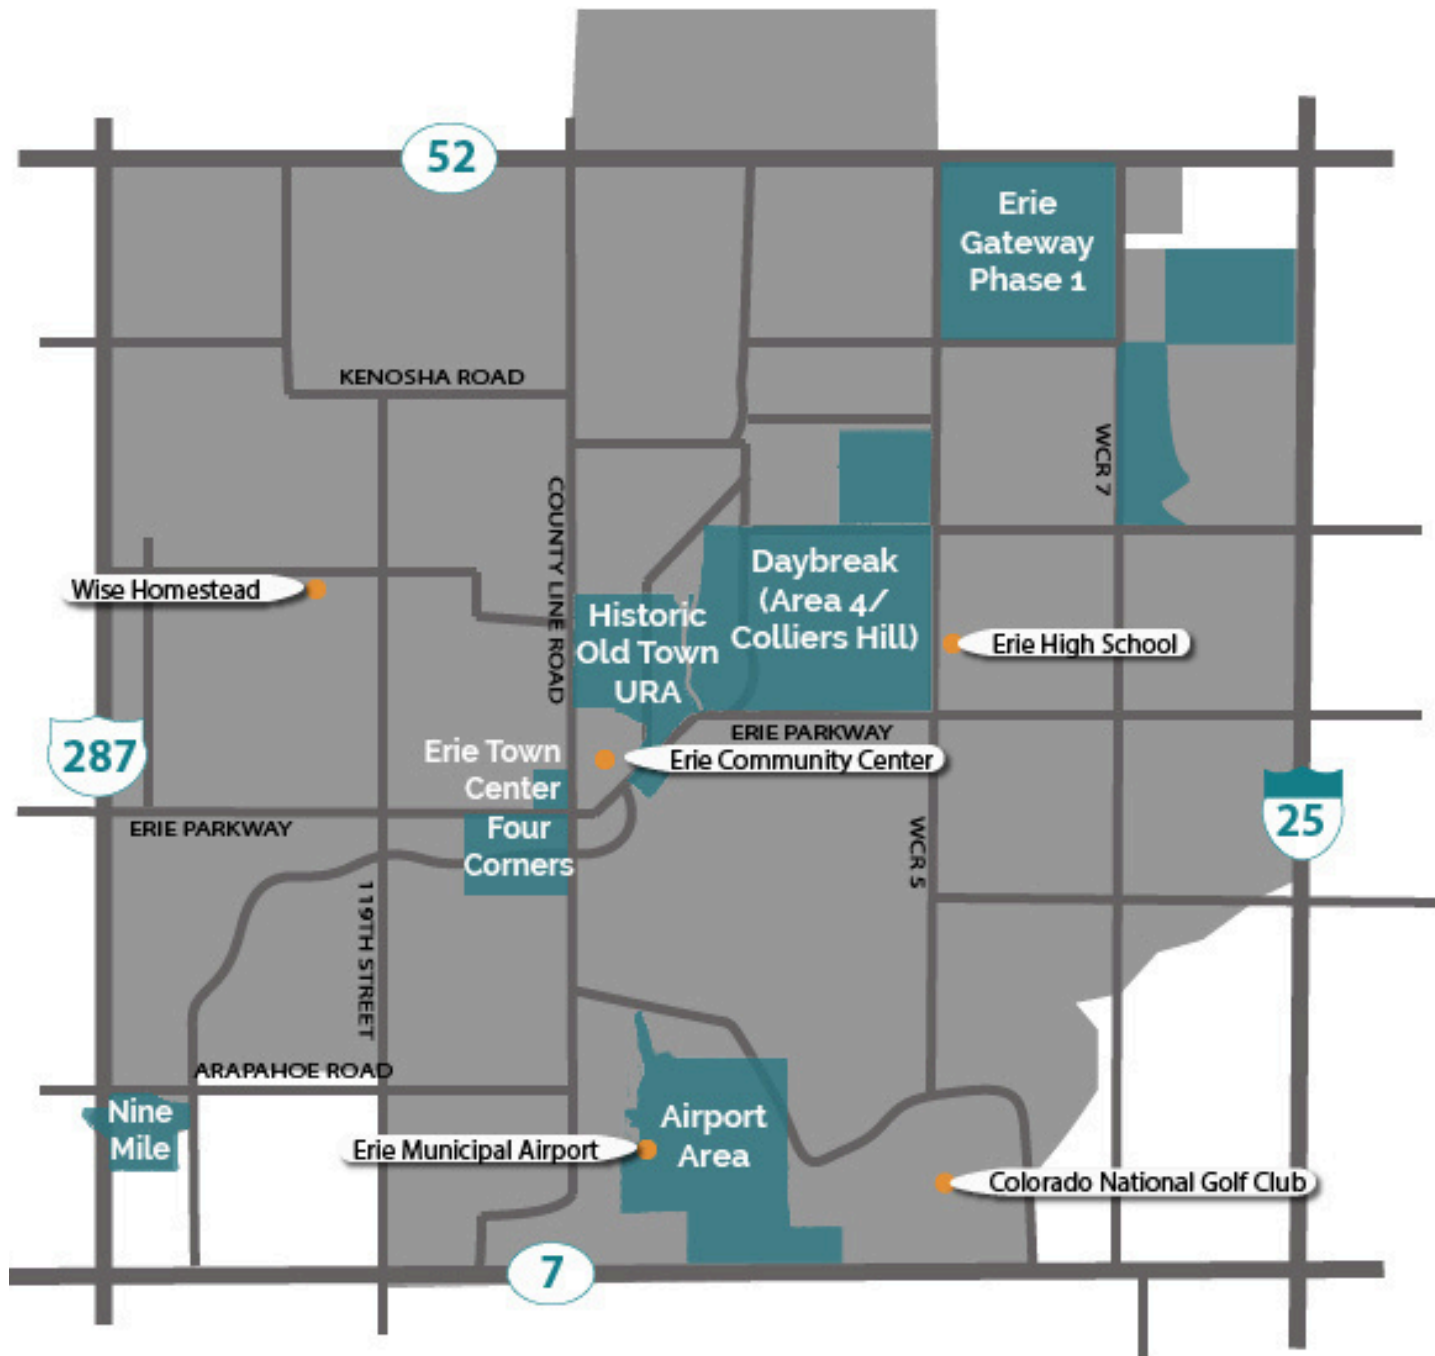 52
Erie
Gateway
Phase 1
KENOSHA ROAD
WCR 7
COUNTY LINE ROAD
Daybreak
(Area 4/
Colliers Hill)
Wise Homestead
Historic
Old Town
URA
Erie High School
287
ERIE PARKWAY
Erie Town
Center
Erie Community Center
25
ERIE PARKWAY
Four
Corners
WCR 5
119TH STREET
ARAPAHOE ROAD
Nine
Mile
Airport
Area
Erie Municipal Airport
Colorado National Golf Club
7